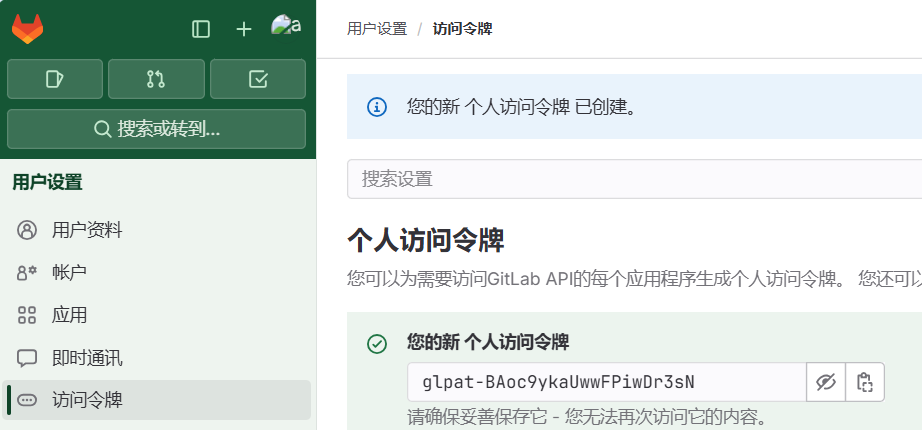 a
用户设置 / 访问令牌
搜索或转到...
您的新 个人访问令牌 已创建。
用户设置
搜索设置
用户资料
个人访问令牌
帐户
您可以为需要访问GitLab API的每个应用程序生成个人访问令牌。 您还可以
应用
您的新 个人访问令牌
即时通讯
glpat-BAoc9ykaUwwFPiwDr3sN
访问令牌
请确保妥善保存它 - 您无法再次访问它的内容。